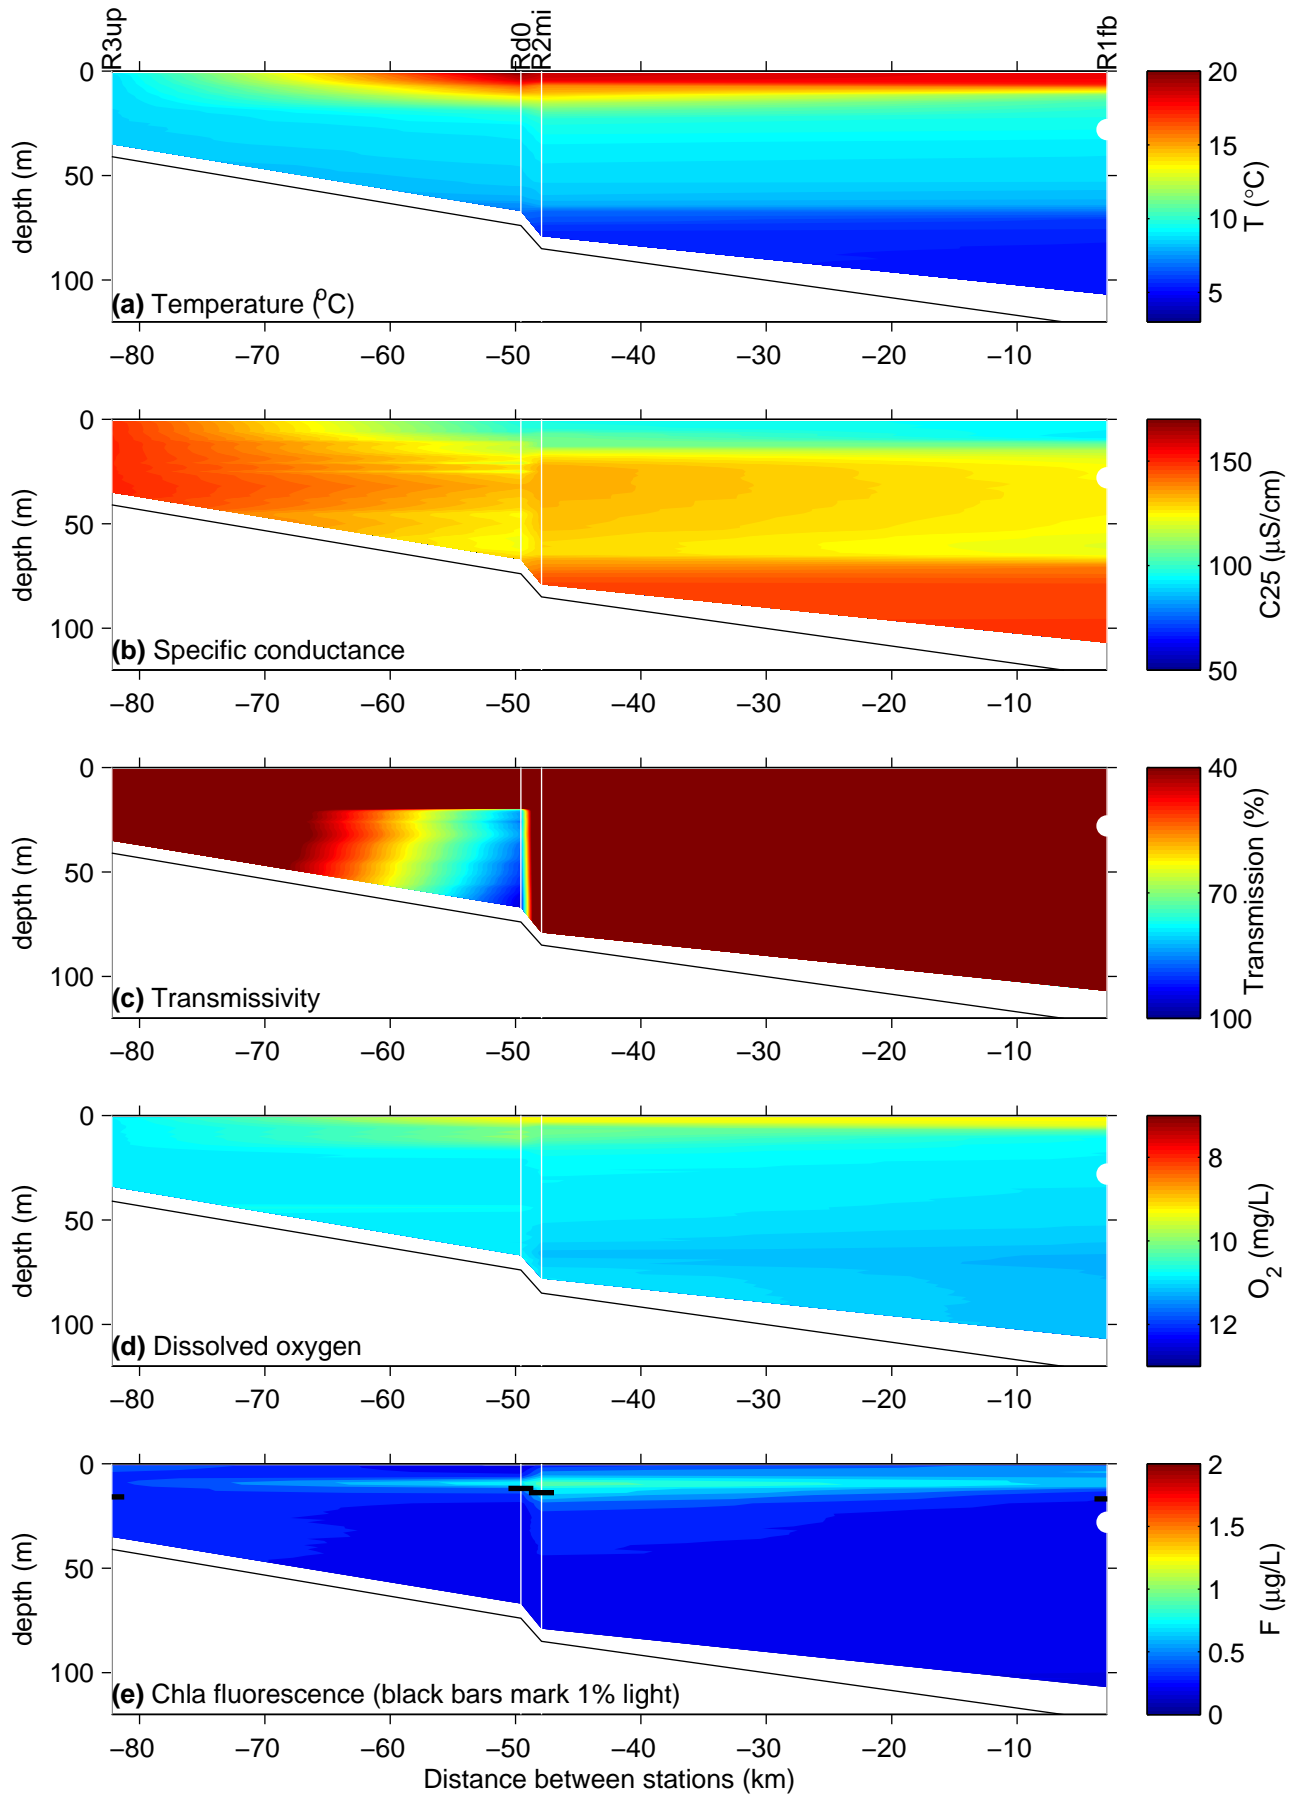 R3up Rd0 R2mi R1fb
0
50
100
depth (m)
(a) Temperature (ºC)
−80 −70 −60 −50 −40 −30 −20 −10
20
15
10
5
T (°C)
0
50
100
depth (m)
(b) Specific conductance
−80 −70 −60 −50 −40 −30 −20 −10
150
100
50
C25 (μS/cm)
0
50
100
depth (m)
(c) Transmissivity
−80 −70 −60 −50 −40 −30 −20 −10
40
70
100
Transmission (%)
0
50
100
depth (m)
(d) Dissolved oxygen
−80 −70 −60 −50 −40 −30 −20 −10
8
10
12
O2 (mg/L)
0
50
100
depth (m)
(e) Chla fluorescence (black bars mark 1% light)
−80 −70 −60 −50 −40 −30 −20 −10
2
1.5
1
0.5
0
F (μg/L)
Distance between stations (km)